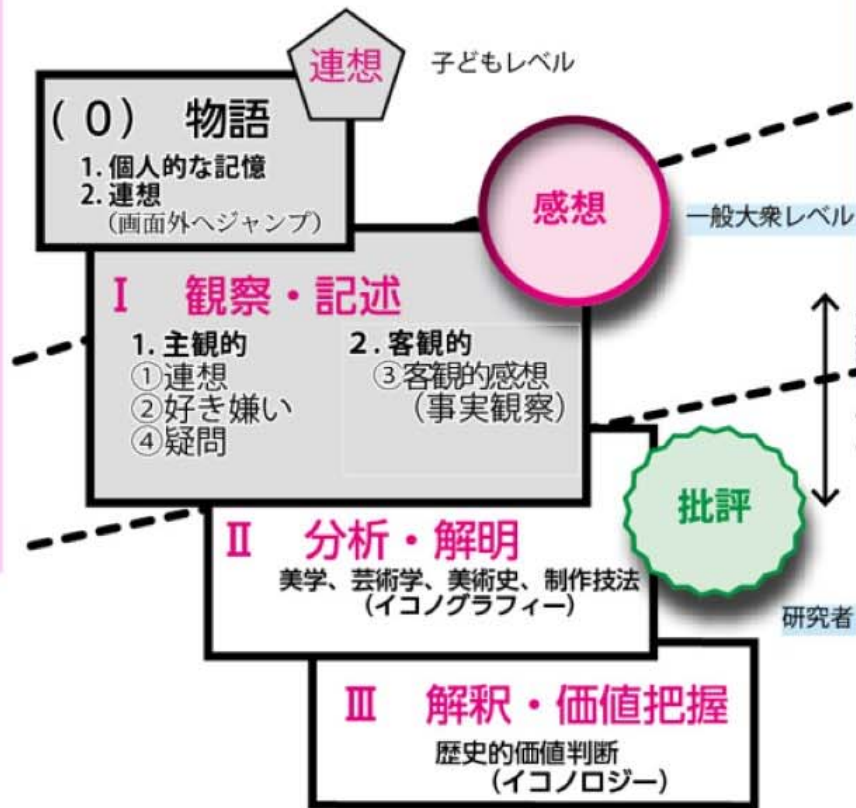 連想
子どもレベル
(0) 物語
1. 個人的な記憶
2. 連想
(画面外へジャンプ)
感想
一般大衆レベル
I 観察・記述
1. 主観的
①連想
②好き嫌い
④疑問
2. 客観的
③客観的感想
(事実観察)
批評
II 分析・解明
美学、芸術学、美術史、制作技法
(イコノグラフィー)
研究者
III 解釈・価値把握
歴史的価値判断
(イコノロジー)